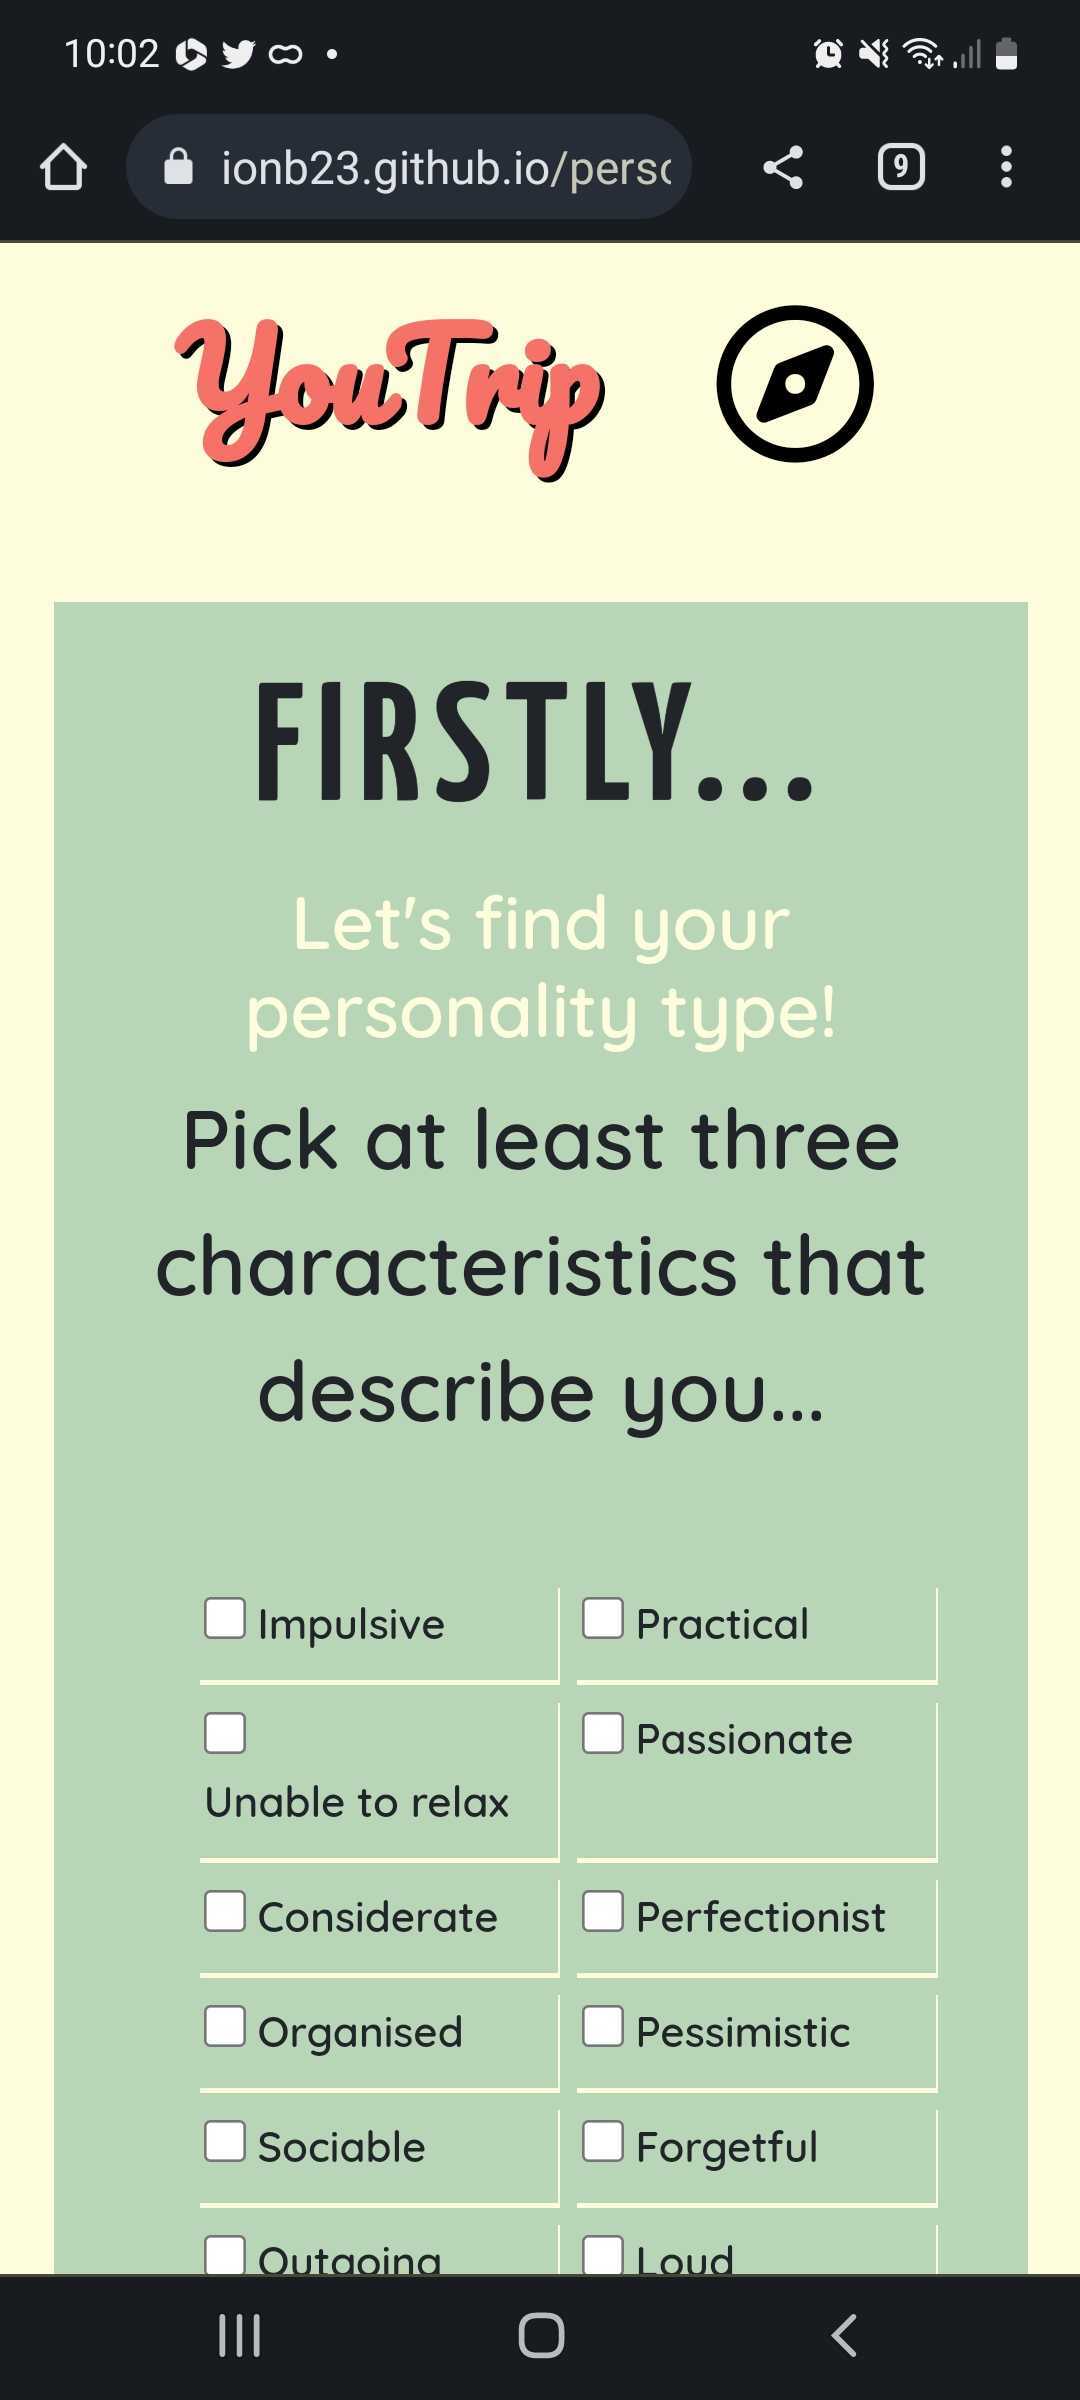 10:02
ionb23.github.io/perso
9
YouTrip
FIRSTLY...
Let's find your
personality type!
Pick at least three
characteristics that
describe you...
Impulsive
Practical
Unable to relax
Passionate
Considerate
Perfectionist
Organised
Pessimistic
Sociable
Forgetful
Outgoing
Loud